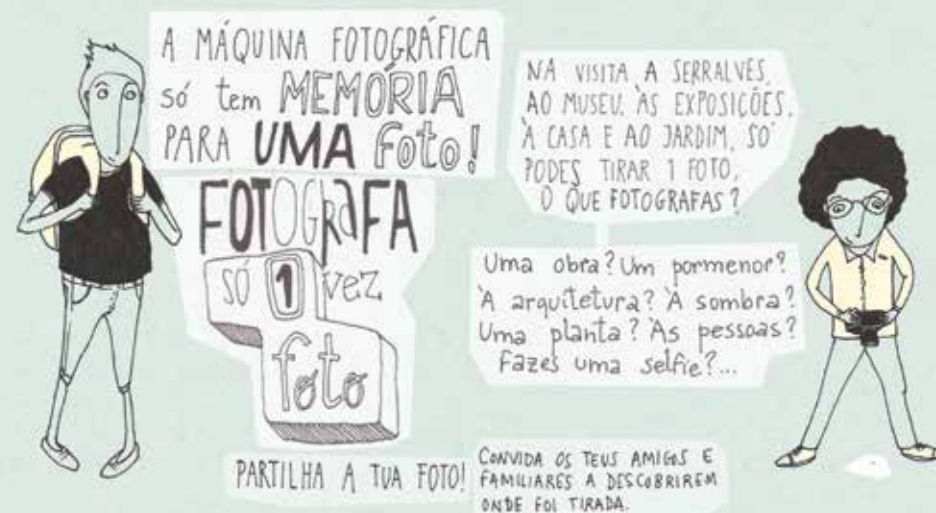 A MÁQUINA FOTOGRÁFICA
só tem MEMÓRIA
PARA UMA foto!
FOTOGRAFA
SÓ 1 vez
foto
PARTILHA A TUA FOTO!
NA VISITA A SERRALVES,
AO MUSEU, ÀS EXPOSIÇÕES,
À CASA E AO JARDIM, SÓ
PODES TIRAR 1 FOTO,
O QUE FOTOGRAFAS?
Uma obra? Um pormenor?
À arquitetura? À sombra?
Uma planta? Às pessoas?
Fazes uma selfie?...
CONVIDA OS TEUS AMIGOS E
FAMILIARES A DESCOBRIREM
ONDE FOI TIRADA.